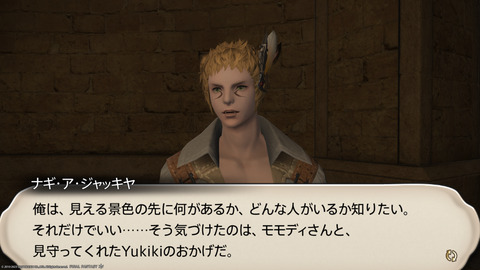 ナギ・ア・ジャッキヤ
俺は、見える景色の先に何があるか、どんな人がいるか知りたい。
それだけでいい……そう気づけたのは、モモディさんと、
見守ってくれたYukikiのおかげだ。